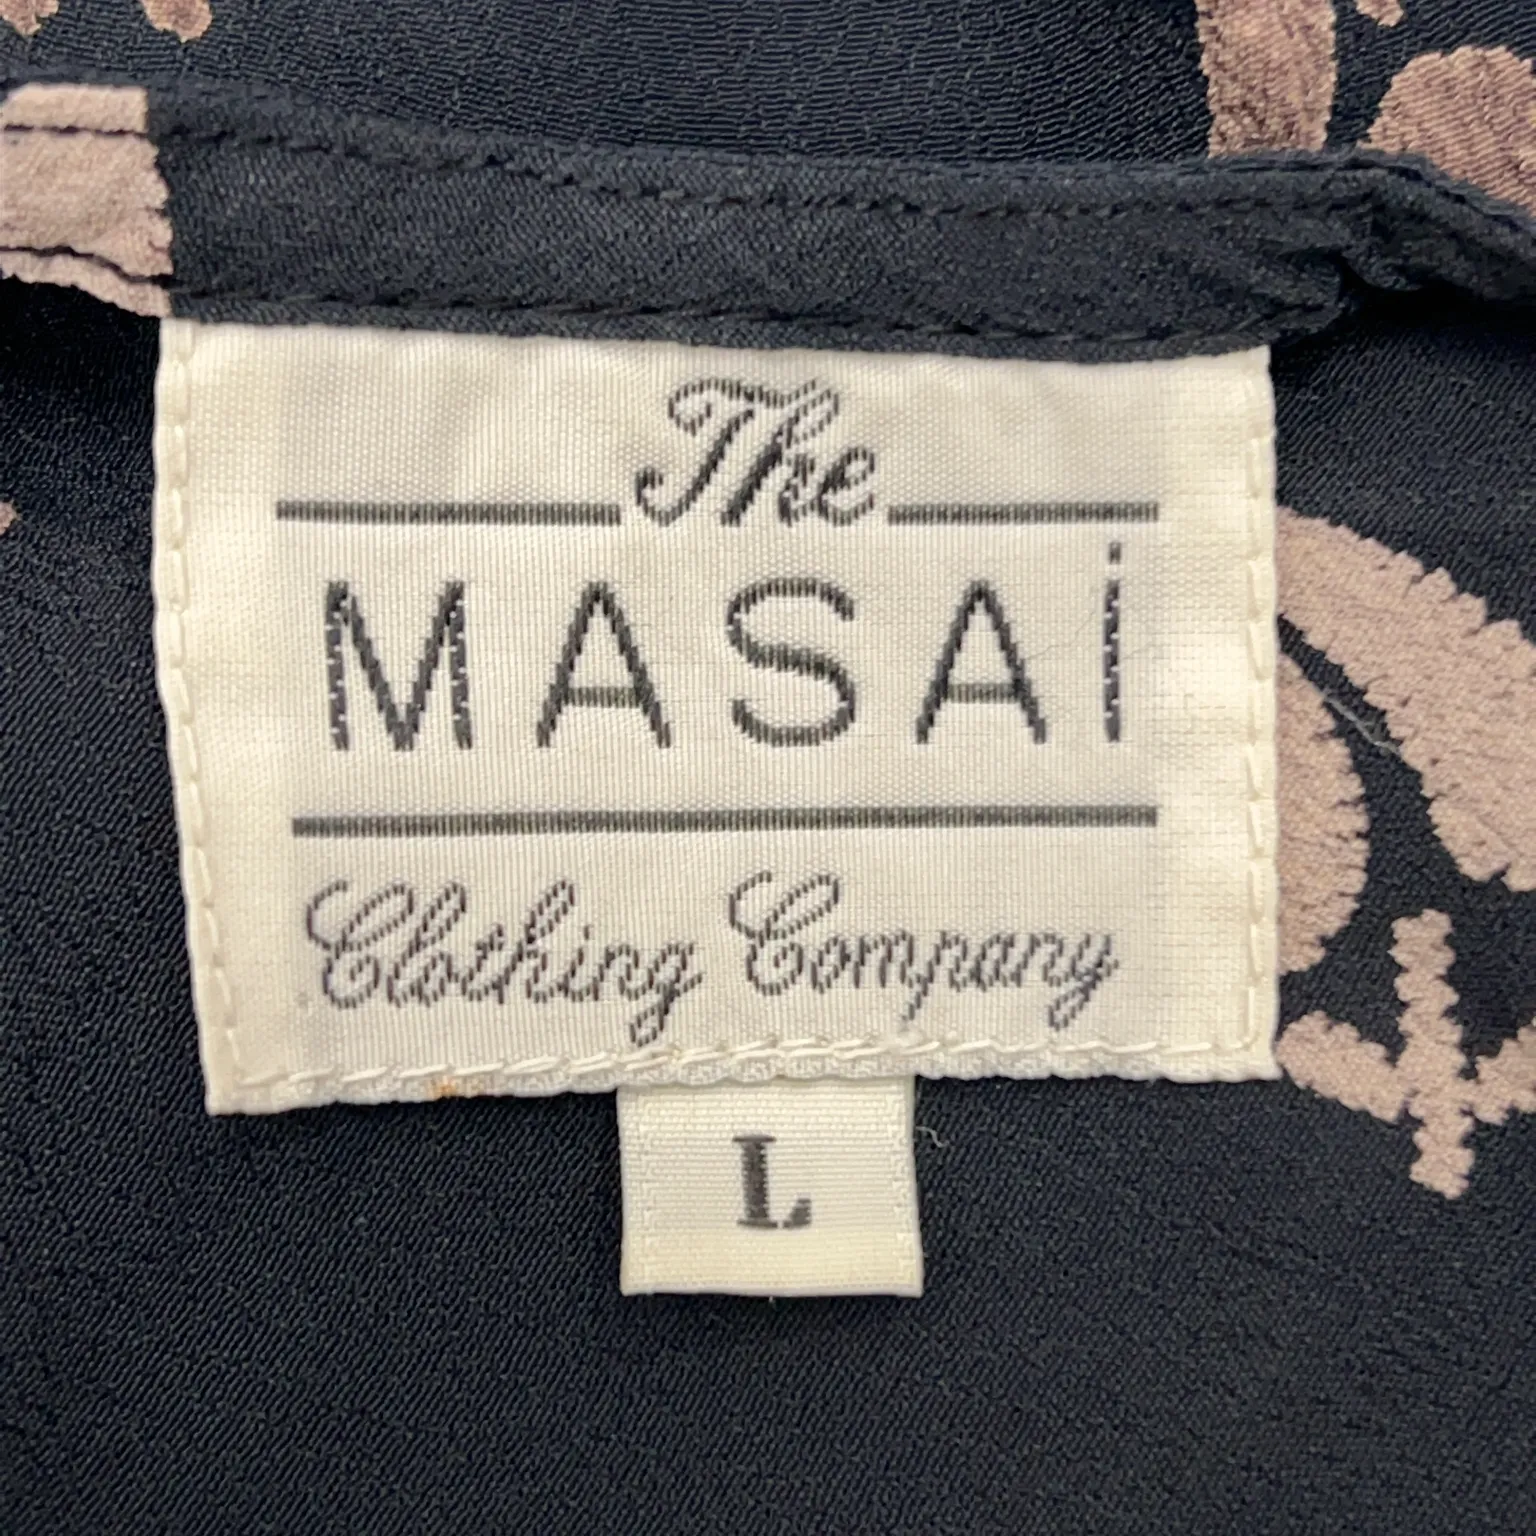 The
MASAi
Clothing Company
L